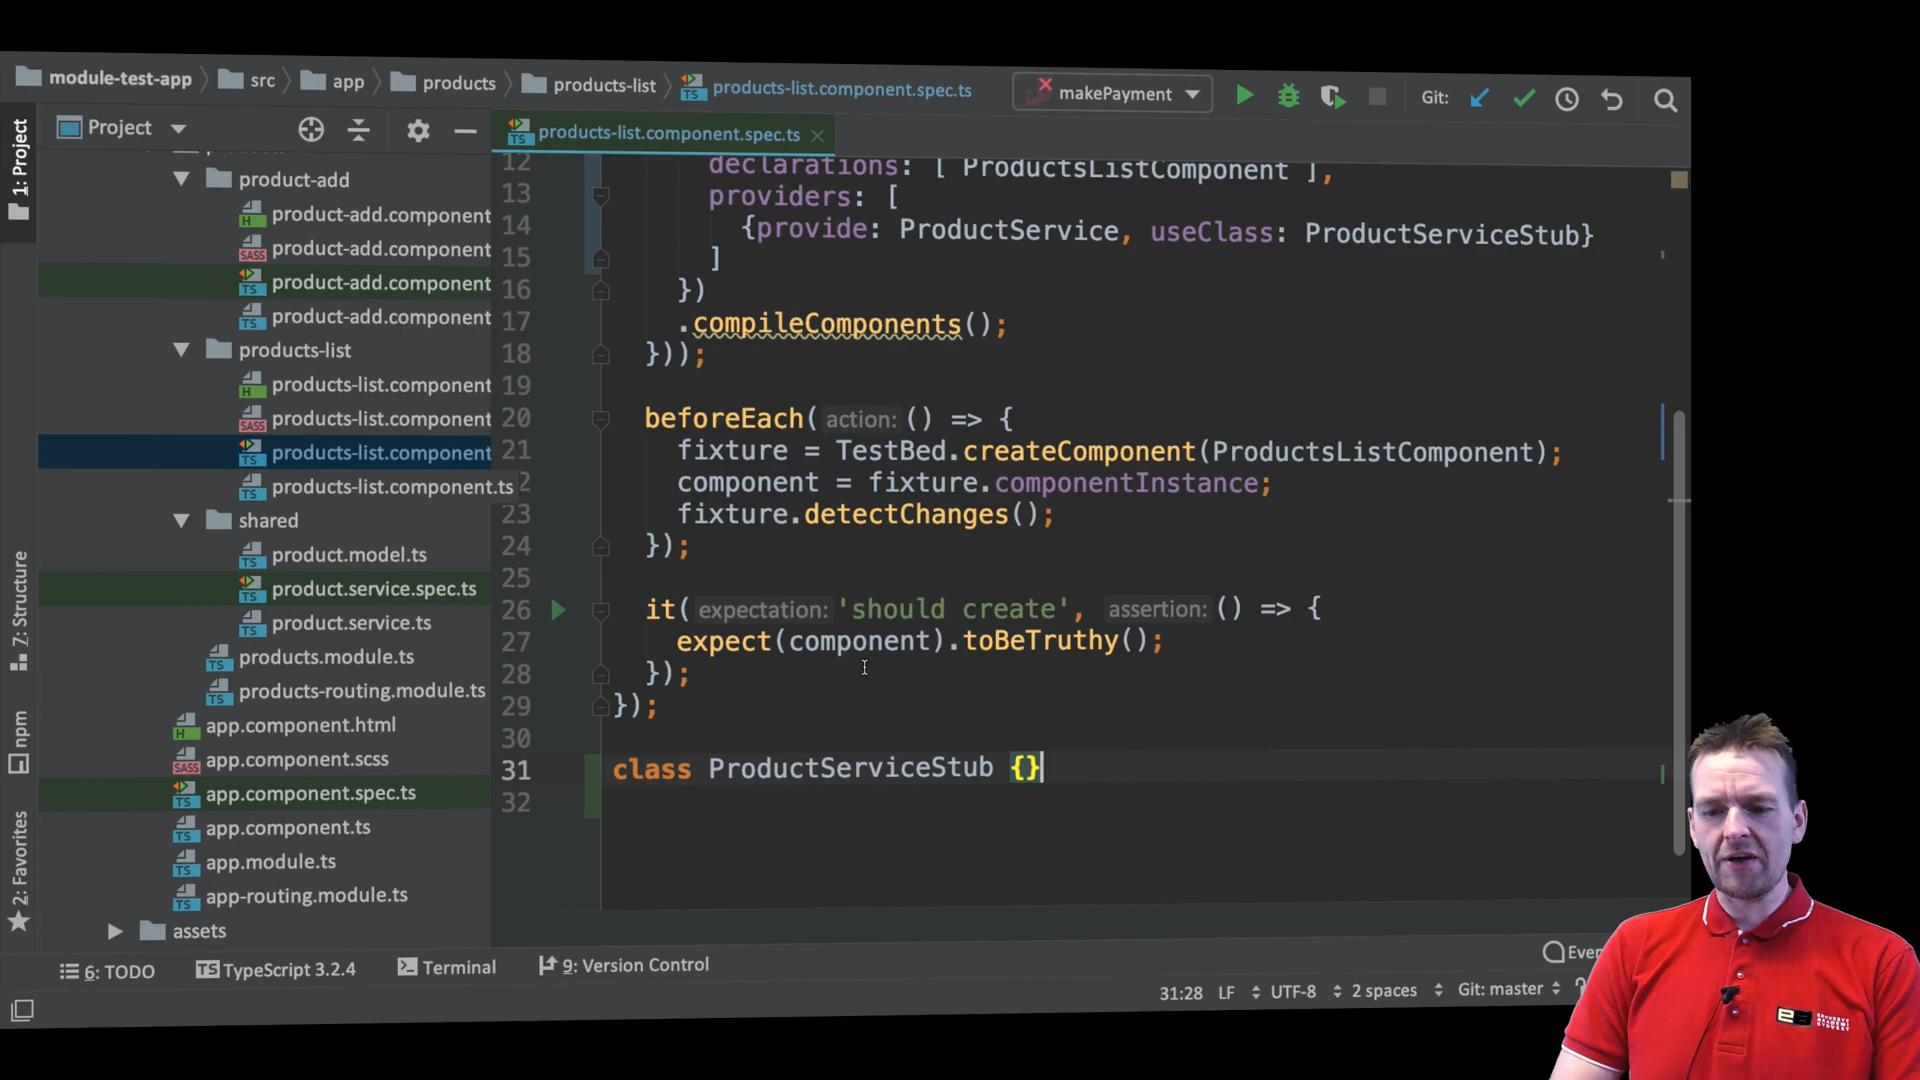 module-test-app
src
app
products
products-list
products-list.component.spec.ts
makePayment
Git:
1: Project
Project
products-list.component.spec.ts
product-add
product-add.component
product-add.component
product-add.component
product-add.component
products-list
products-list.component
products-list.component
products-list.component
products-list.component.ts
shared
product.model.ts
product.service.spec.ts
product.service.ts
products.module.ts
products-routing.module.ts
app.component.html
app.component.scss
app.component.spec.ts
app.component.ts
app.module.ts
app-routing.module.ts
assets
12 declarations: [ ProductsListComponent ],
13 providers: [
14 {provide: ProductService, useClass: ProductServiceStub}
15 ]
16 })
17 .compileComponents();
18 }));
19
20 beforeEach( action: () => {
21 fixture = TestBed.createComponent(ProductsListComponent);
2 component = fixture.componentInstance;
23 fixture.detectChanges();
24 });
25
26 it( expectation: 'should create', assertion: () => {
27 expect(component).toBeTruthy();
28 });
29 });
30
31 class ProductServiceStub {}
32
7: Structure
npm
2: Favorites
6: TODO
TypeScript 3.2.4
Terminal
9: Version Control
Even
31:28 LF UTF-8 2 spaces Git: master